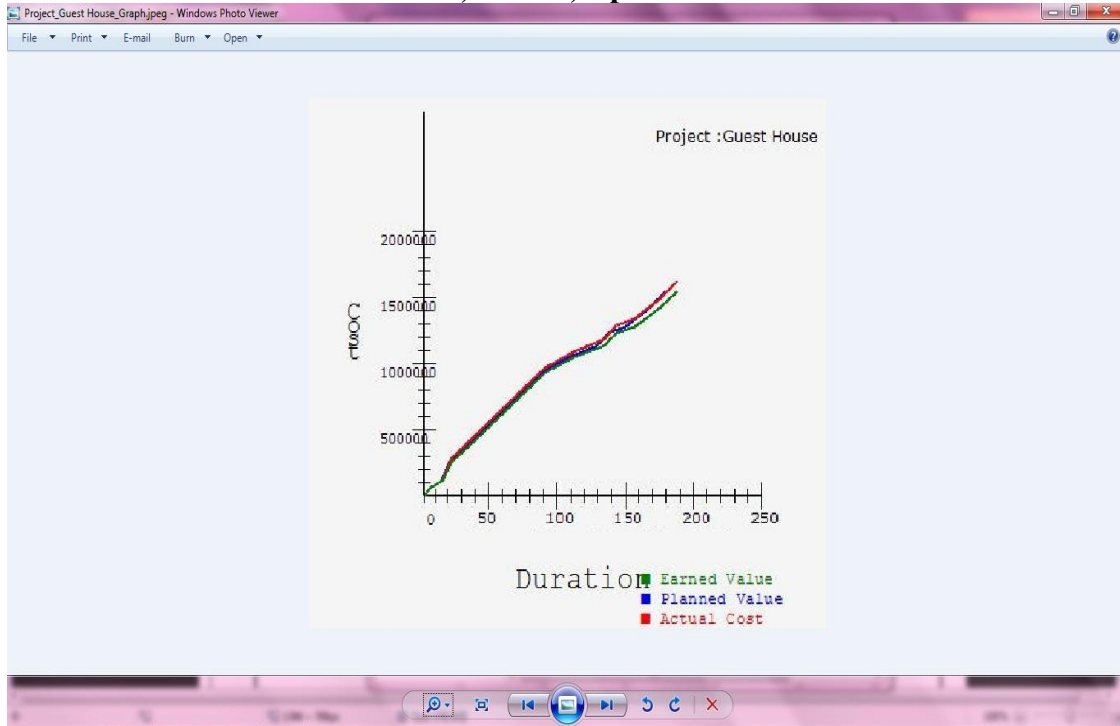 Project_Guest House_Graph.jpeg - Windows Photo Viewer
File Print E-mail Burn Open
Project :Guest House
2000000
1500000
1000000
500000
Cost
0 50 100 150 200 250
Duration
Earned Value
Planned Value
Actual Cost